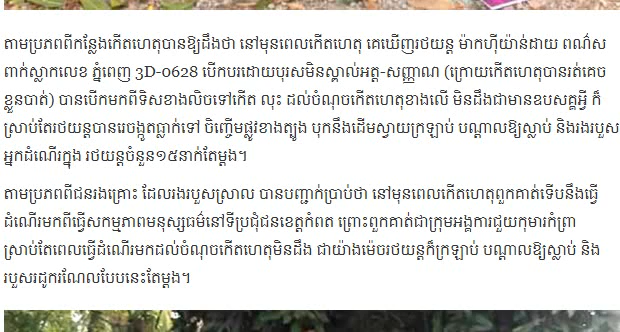 តាមប្រភពពីកន្លែងកើតហេតុបានឱ្យដឹងថា នៅមុនពេលកើតហេតុ គេឃើញរថយន្ត ម៉ាកហ៊ីយ៉ាន់ដាយ ពណ៌ស
ពាក់ស្លាកលេខ ភ្នំពេញ 3D-0628 បើកបរដោយបុរសមិនស្គាល់អត្ត-សញ្ញាណ (ក្រោយកើតហេតុបានរត់គេច
ខ្លួនបាត់) បានបើកមកពីទិសខាងលិចទៅកើត លុះ ដល់ចំណុចកើតហេតុខាងលើ មិនដឹងជាមានឧបសគ្គអ្វី ក៏
ស្រាប់តែរថយន្តបានរេចង្កូតធ្លាក់ទៅ ចិញ្ចើមផ្លូវខាងត្បូង បុកនឹងដើមស្វាយក្រឡាប់ បណ្តាលឱ្យស្លាប់ និងរងរបួស
អ្នកដំណើរក្នុង រថយន្តចំនួន១៥នាក់តែម្តង។
តាមប្រភពពីជនរងគ្រោះ ដែលរងរបួសស្រាល បានបញ្ជាក់ប្រាប់ថា នៅមុនពេលកើតហេតុពួកគាត់ទើបនឹងធ្វើ
ដំណើរមកពីធ្វើសកម្មភាពមនុស្សធម៌នៅទីប្រជុំជនខេត្តកំពត ព្រោះពួកគាត់ជាក្រុមអង្គការជួយកុមារកំព្រា
ស្រាប់តែពេលធ្វើដំណើរមកដល់ចំណុចកើតហេតុមិនដឹង ជាយ៉ាងម៉េចរថយន្តក៏ក្រឡាប់ បណ្តាលឱ្យស្លាប់ និង
របួសរដូករណែលបែបនេះតែម្តង។